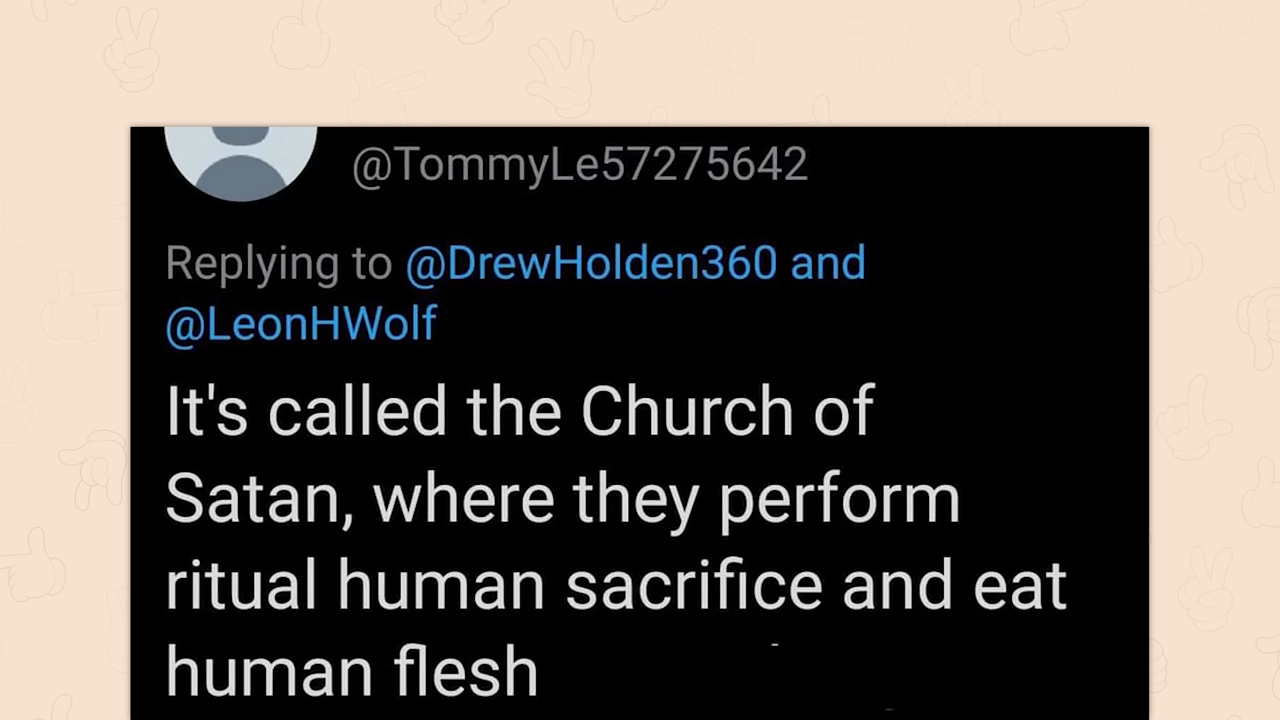 @TommyLe57275642
Replying to @DrewHolden360 and
@LeonHWolf
It's called the Church of
Satan, where they perform
ritual human sacrifice and eat
human flesh